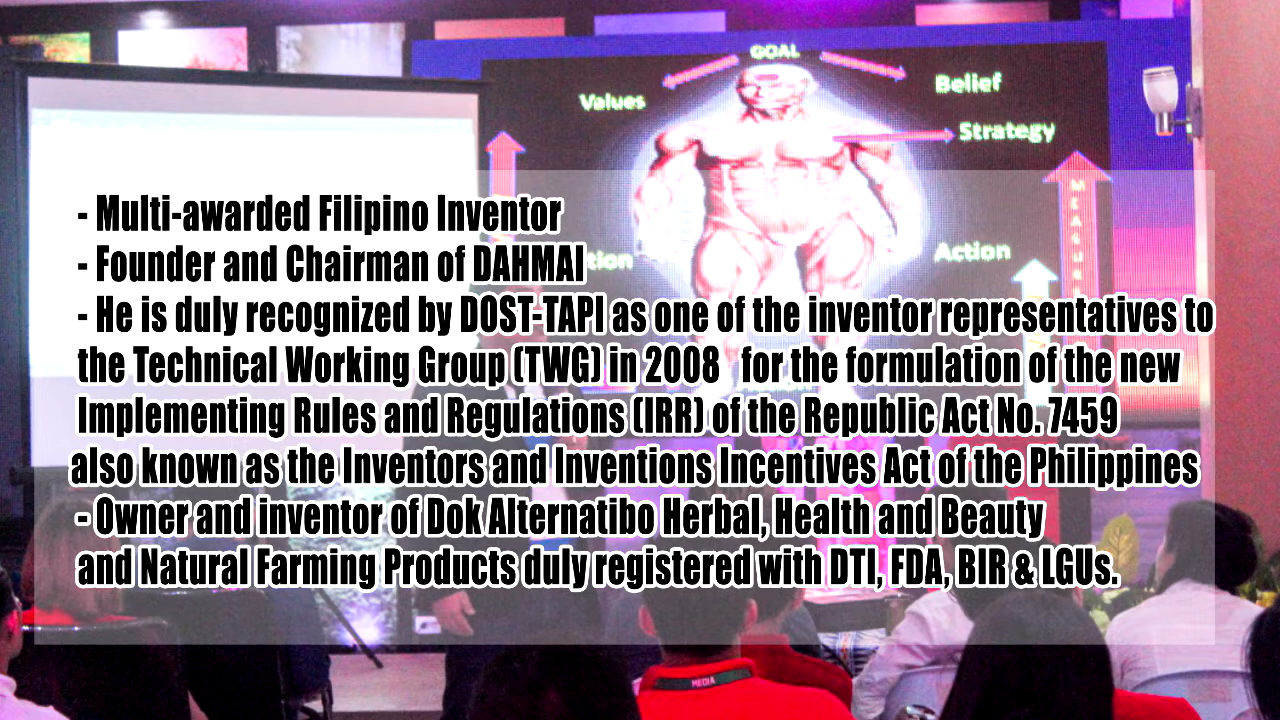 GOAL
Values
Belief
Strategy
Action
- Multi-awarded Filipino Inventor
- Founder and Chairman of DAHMAI
- He is duly recognized by DOST-TAPI as one of the inventor representatives to
the Technical Working Group (TWG) in 2008 for the formulation of the new
Implementing Rules and Regulations (IRR) of the Republic Act No. 7459
also known as the Inventors and Inventions Incentives Act of the Philippines
- Owner and inventor of Dok Alternatibo Herbal, Health and Beauty
and Natural Farming Products duly registered with DTI, FDA, BIR & LGUs.
MEDIA